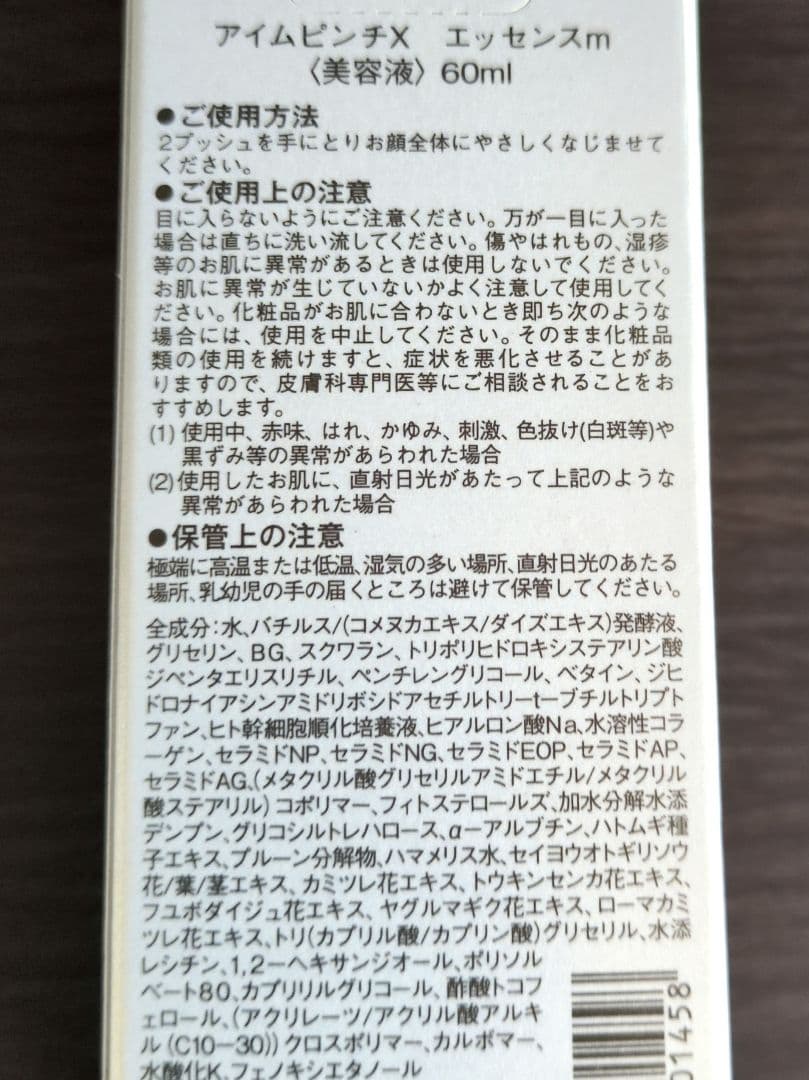 アイムピンチX　エッセンスm
〈美容液〉60ml
●ご使用方法
2プッシュを手にとりお顔全体にやさしくなじませて
ください。
●ご使用上の注意
目に入らないようにご注意ください。万が一目に入った
場合は直ちに洗い流してください。傷やはれもの、湿疹
等のお肌に異常があるときは使用しないでください。
お肌に異常が生じていないかよく注意して使用してく
ださい。化粧品がお肌に合わないとき即ち次のような
場合には、使用を中止してください。そのまま化粧品
類の使用を続けますと、症状を悪化させることがあ
りますので、皮膚科専門医等にご相談されることをお
すすめします。
(1) 使用中、赤味、はれ、かゆみ、刺激、色抜け(白斑等)や
黒ずみ等の異常があらわれた場合
(2)使用したお肌に、直射日光があたって上記のような
異常があらわれた場合
●保管上の注意
極端に高温または低温、湿気の多い場所、直射日光のあたる
場所、乳幼児の手の届くところは避けて保管してください。
全成分：水、バチルス/(コメヌカエキス/ダイズエキス)発酵液、
グリセリン、BG、スクワラン、トリポリヒドロキシステアリン酸
ジペンタエリスリチル、ペンチレングリコール、ベタイン、ジヒ
ドロナイアシンアミドリボシドアセチルトリーtーブチルトリプト
ファン、ヒト幹細胞順化培養液、ヒアルロン酸Na、水溶性コラ
ーゲン、セラミドNP、セラミドNG、セラミドEOP、セラミドAP、
セラミドAG、(メタクリル酸グリセリルアミドエチル/メタクリル
酸ステアリル) コポリマー、フィトステロールズ、加水分解水添
デンプン、グリコシルトレハロース、αーアルブチン、ハトムギ種
子エキス、プルーン分解物、ハマメリス水、セイヨウオトギリソウ
花/葉/茎エキス、カミツレ花エキス、トウキンセンカ花エキス、
フユボダイジュ花エキス、ヤグルマギク花エキス、ローマカミ
ツレ花エキス、トリ(カプリル酸/カプリン酸)グリセリル、水添
レシチン、1,2ーヘキサンジオール、ポリソル
ベート80、カプリリルグリコール、酢酸トコフ
ェロール、(アクリレーツ/アクリル酸アルキ
ル (C10ー30)) クロスポリマー、カルボマー、
水酸化K、フェノキシエタノール
01458